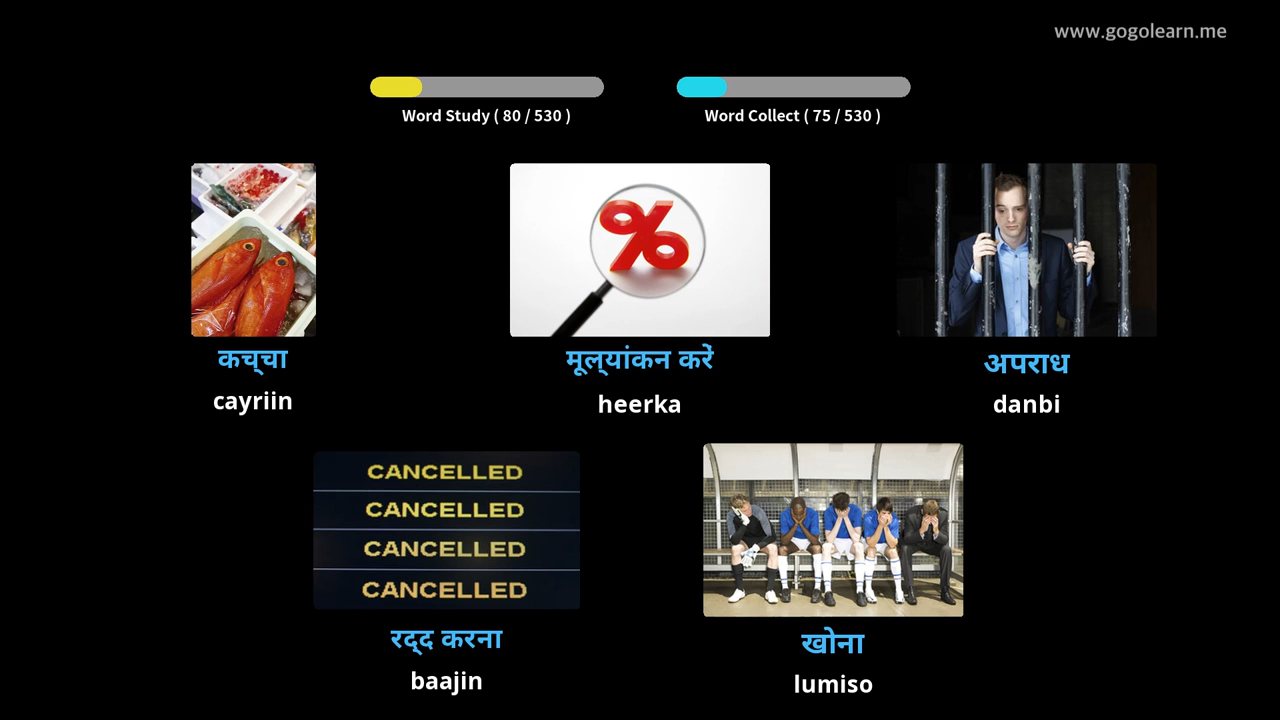 www.gogolearn.me
Word Study ( 80 / 530 )
Word Collect ( 75 / 530 )
कच्चा
मूल्यांकन करें
अपराध
cayriin
heerka
danbi
CANCELLED
CANCELLED
CANCELLED
CANCELLED
रद्द करना
खोना
baajin
lumiso